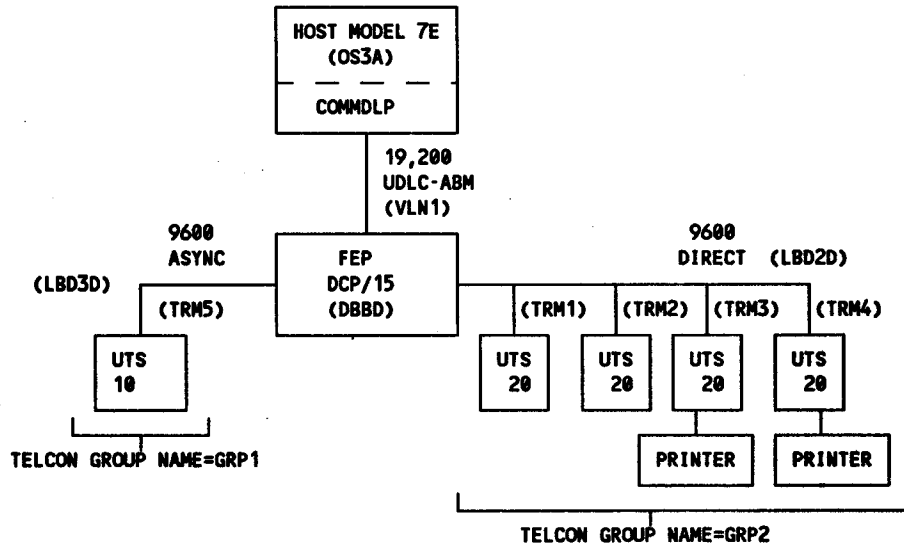 HOST MODEL 7E
(OS3A)
COMMDLP
19,200
UDLC-ABM
(VLN1)
9600
ASYNC
(LBD3D)
(TRM5)
FEP
DCP/15
(DBBD)
9600
DIRECT (LBD2D)
(TRM1)
(TRM2)
(TRM3)
(TRM4)
UTS
10
UTS
20
UTS
20
UTS
20
UTS
20
PRINTER
PRINTER
TELCON GROUP NAME=GRP1
TELCON GROUP NAME=GRP2